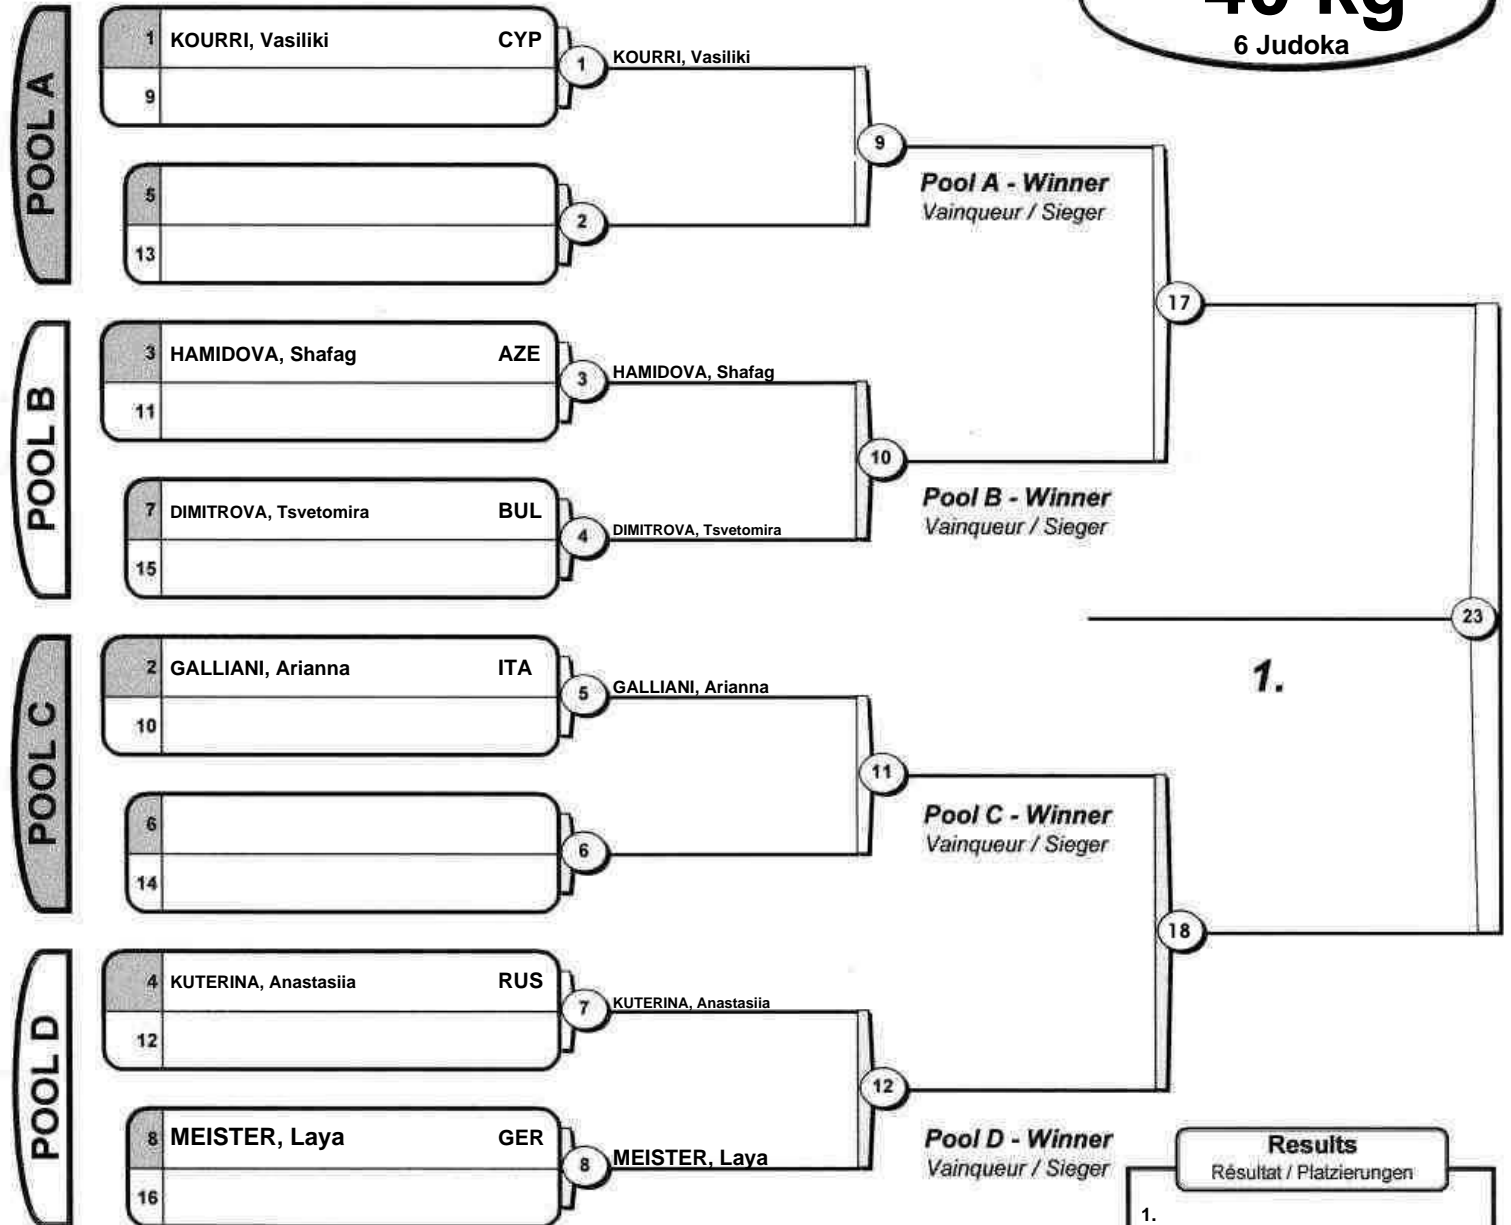 40 kg
6 Judoka
POOL A
1 KOURRI, Vasiliki CYP
9
1 KOURRI, Vasiliki
5
13
2
9
Pool A - Winner
Vainqueur / Sieger
17
POOL B
3 HAMIDOVA, Shafag AZE
11
3 HAMIDOVA, Shafag
7 DIMITROVA, Tsvetomira BUL
15
4 DIMITROVA, Tsvetomira
10
Pool B - Winner
Vainqueur / Sieger
23
1.
POOL C
2 GALLIANI, Arianna ITA
10
5 GALLIANI, Arianna
6
14
6
11
Pool C - Winner
Vainqueur / Sieger
18
POOL D
4 KUTERINA, Anastasiia RUS
12
7 KUTERINA, Anastasiia
8 MEISTER, Laya GER
16
8 MEISTER, Laya
12
Pool D - Winner
Vainqueur / Sieger
Results
Résultat / Platzierungen
1.